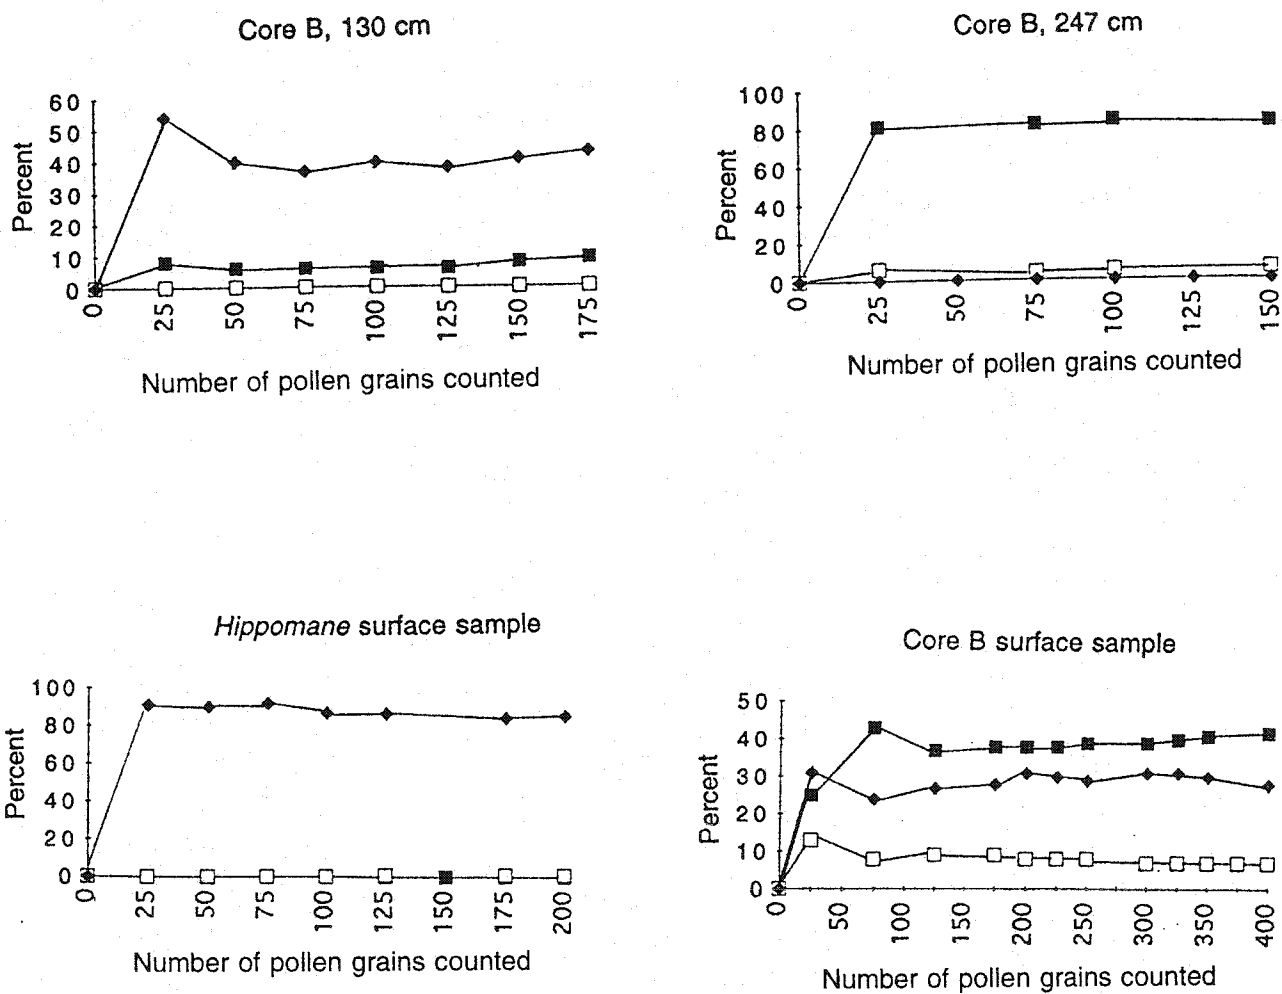 Core B, 130 cm
60
50
40
30
20
10
0
Percent
0 25 50 75 100 125 150 175
Number of pollen grains counted
Core B, 247 cm
100
80
60
40
20
0
Percent
0 25 50 75 100 125 150
Number of pollen grains counted
Hippomane surface sample
100
80
60
40
20
0
Percent
0 25 50 75 100 125 150 175 200
Number of pollen grains counted
Core B surface sample
50
40
30
20
10
0
Percent
0 50 100 150 200 250 300 350 400
Number of pollen grains counted